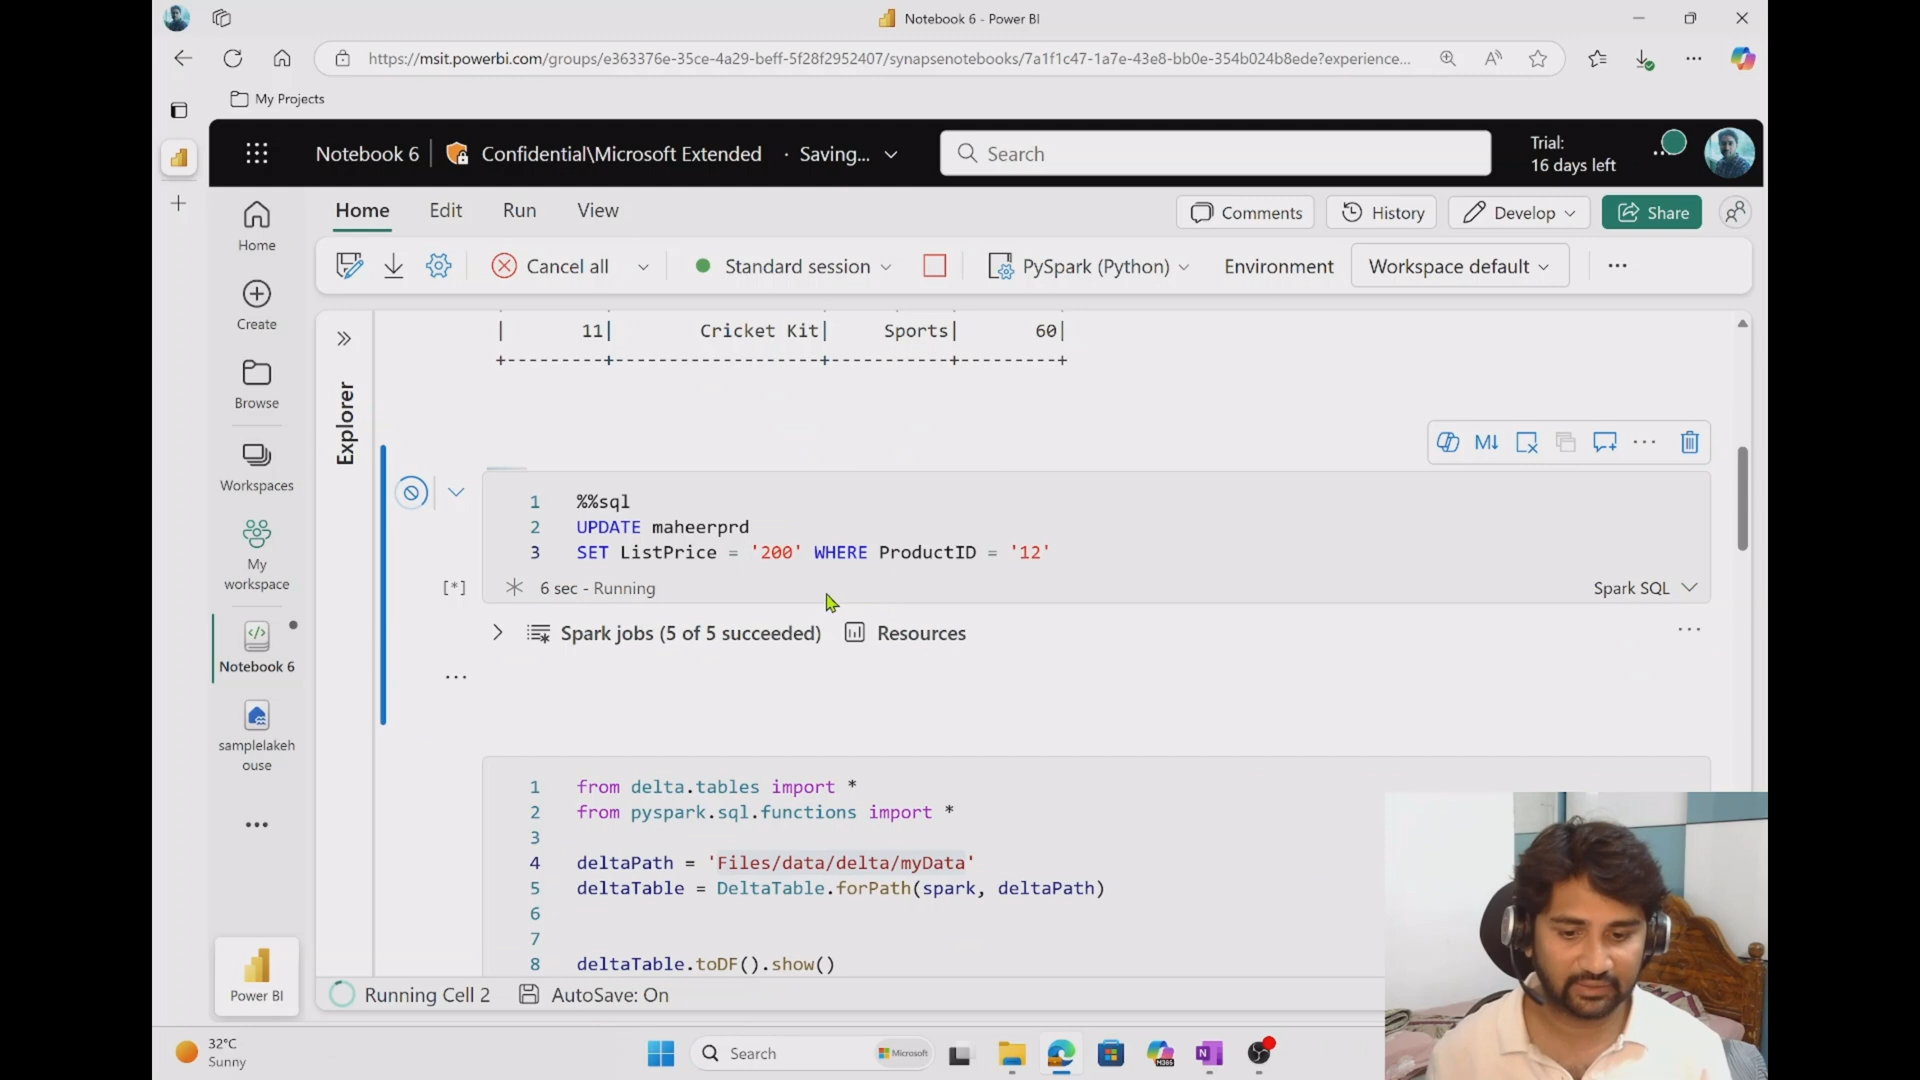 Notebook 6 - Power BI
https://msit.powerbi.com/groups/e363376e-35ce-4a29-beff-5f28f2952407/synapsenotebooks/7a1f1c47-1a7e-43e8-bb0e-354b024b8ede?experience...
My Projects
Notebook 6
Confidential\Microsoft Extended · Saving...
Search
Trial:
16 days left
Home
Edit
Run
View
Comments
History
Develop
Share
Cancel all
Standard session
PySpark (Python)
Environment
Workspace default
Home
Create
Browse
Workspaces
My
workspace
Notebook 6
samplelakeh
ouse
Power BI
Explorer
| 11| Cricket Kit| Sports| 60|
+---------+-------------------+-----------+---------+
M↓
1 %%sql
2 UPDATE maheerprd
3 SET ListPrice = '200' WHERE ProductID = '12'
[*] 6 sec - Running
Spark SQL
Spark jobs (5 of 5 succeeded) Resources
1 from delta.tables import *
2 from pyspark.sql.functions import *
3
4 deltaPath = 'Files/data/delta/myData'
5 deltaTable = DeltaTable.forPath(spark, deltaPath)
6
7
8 deltaTable.toDF().show()
Running Cell 2
AutoSave: On
32°C
Sunny
Search
Microsoft
M365
N